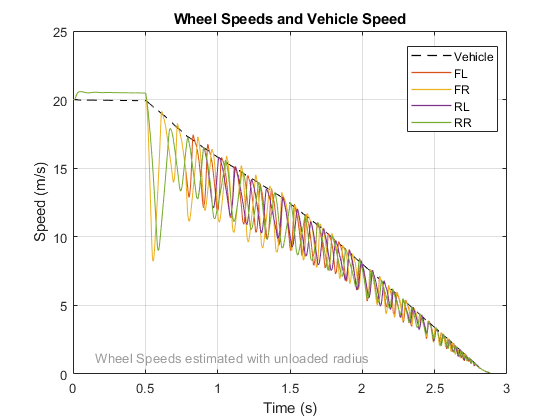 Wheel Speeds and Vehicle Speed
25
20
15
10
5
0
Speed (m/s)
Vehicle
FL
FR
RL
RR
Wheel Speeds estimated with unloaded radius
0 0.5 1 1.5 2 2.5 3
Time (s)